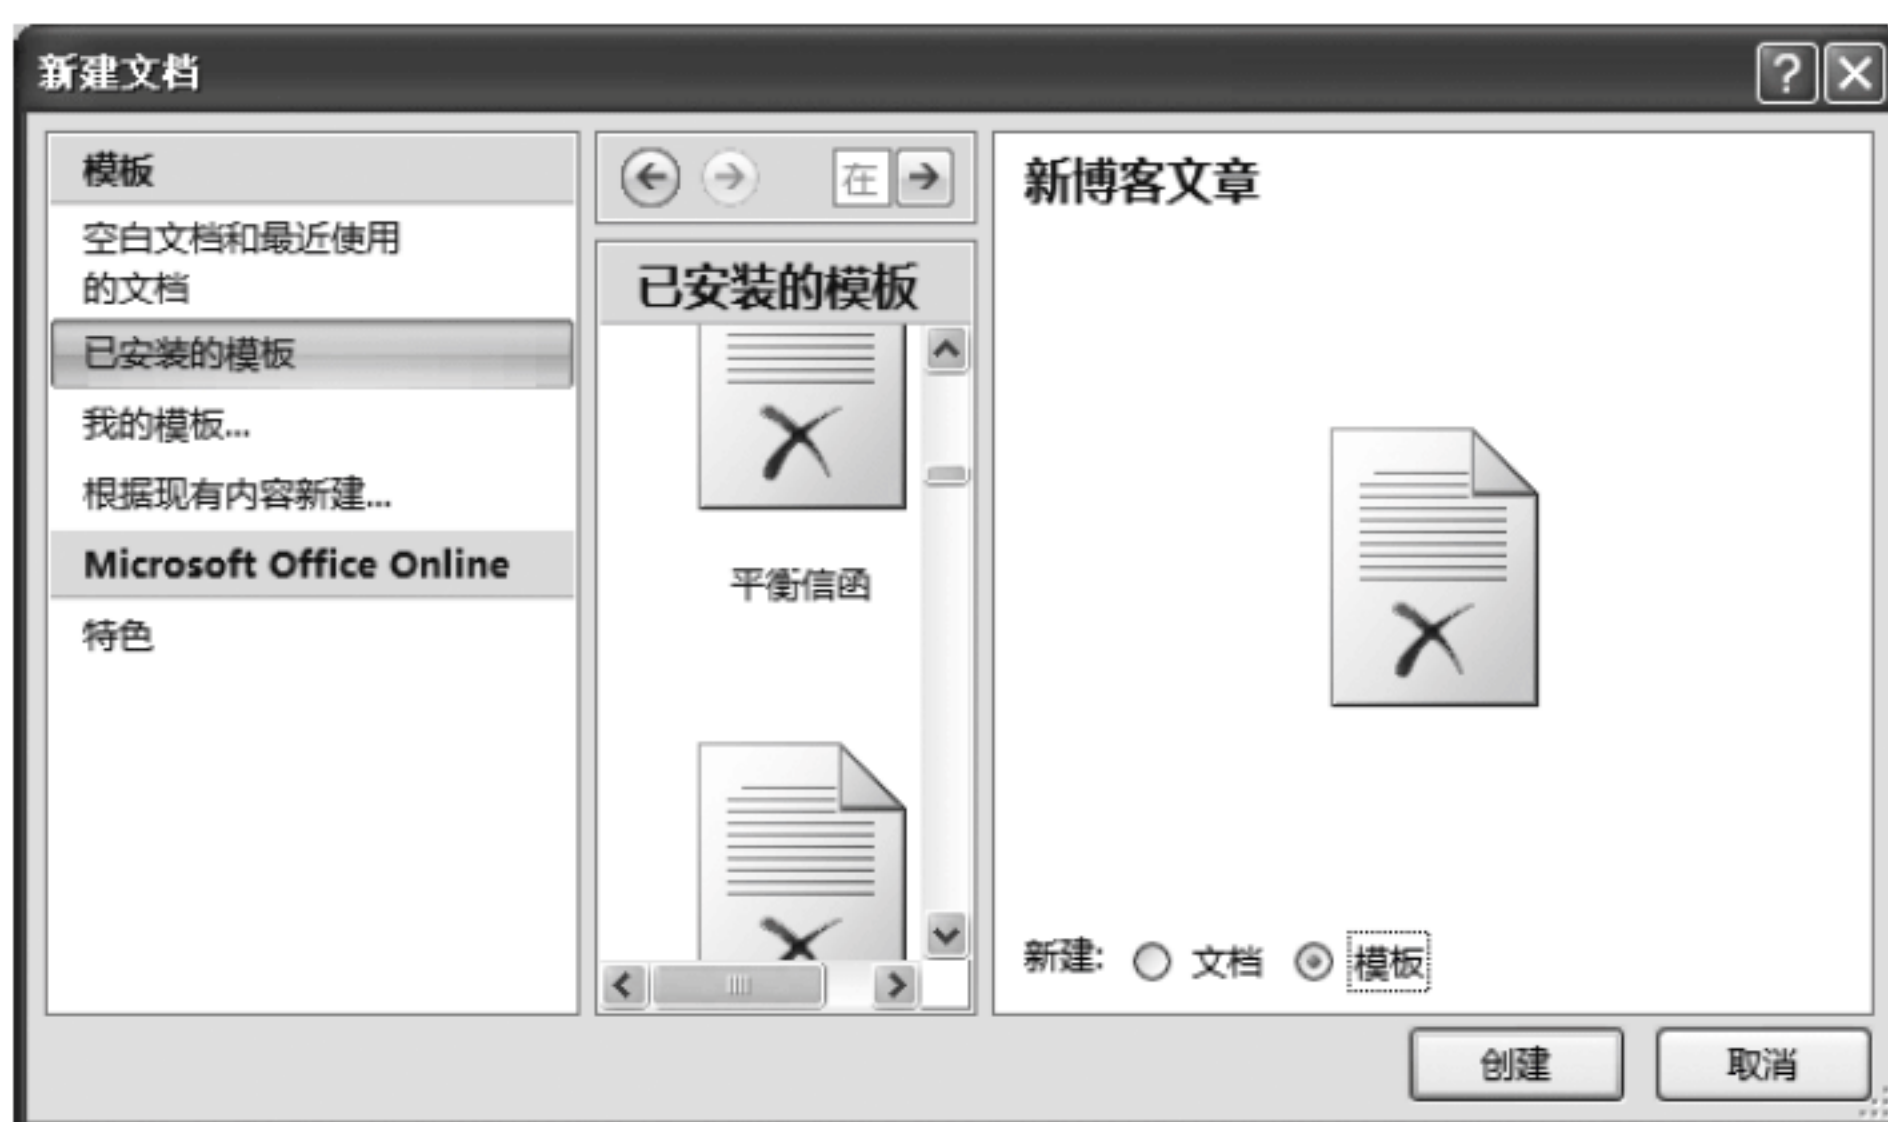 新建文档
模板
空白文档和最近使用
的文档
已安装的模板
我的模板...
根据现有内容新建...
Microsoft Office Online
特色
在
已安装的模板
平衡信函
新博客文章
新建: 文档 模板
创建 取消